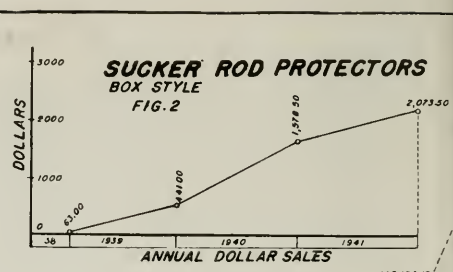 3000
SUCKER ROD PROTECTORS
BOX STYLE
FIG. 2
DOLLARS
2000
1000
0
63.00
441.00
1,578.50
2,073.50
38
1939
1940
1941
ANNUAL DOLLAR SALES